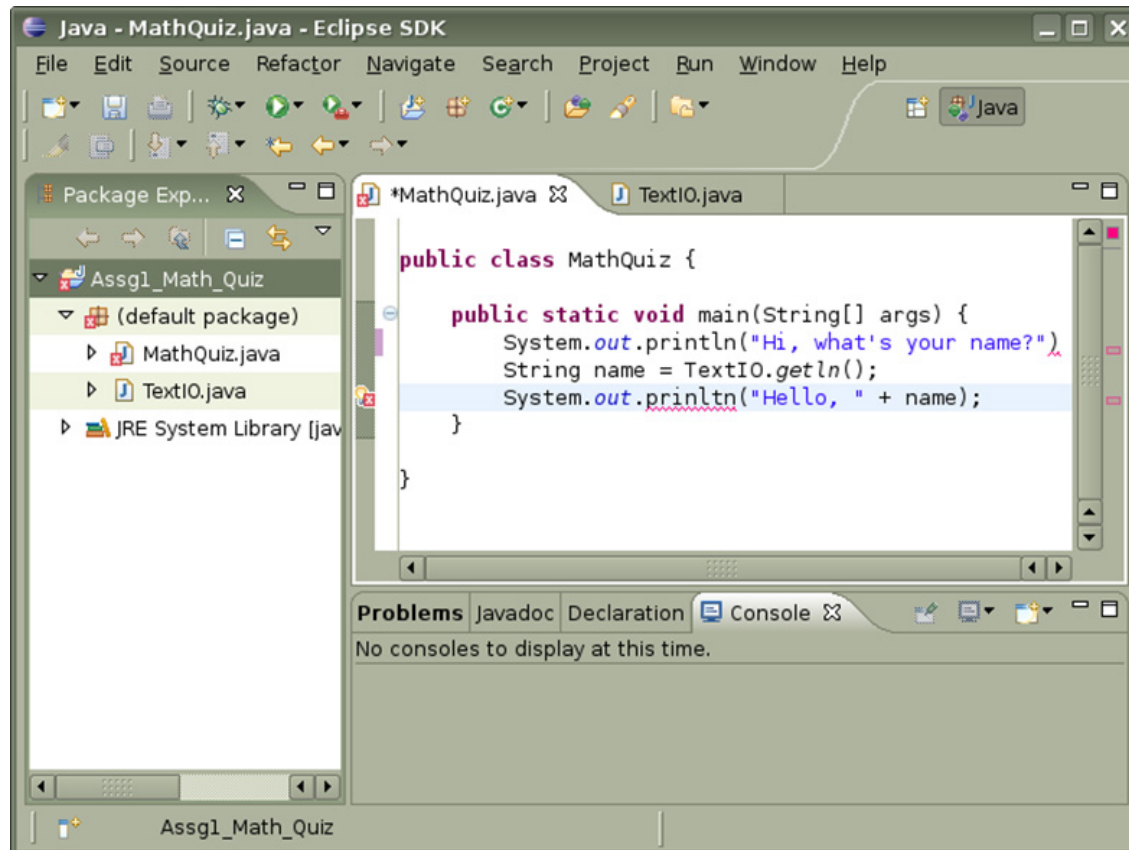 Java - MathQuiz.java - Eclipse SDK
File Edit Source Refactor Navigate Search Project Run Window Help
Java
Package Exp...
*MathQuiz.java TextIO.java
Assg1_Math_Quiz
(default package)
MathQuiz.java
TextIO.java
JRE System Library [jav
public class MathQuiz {
public static void main(String[] args) {
System.out.println("Hi, what's your name?")
String name = TextIO.getln();
System.out.prinltn("Hello, " + name);
}
}
Problems Javadoc Declaration Console
No consoles to display at this time.
Assg1_Math_Quiz